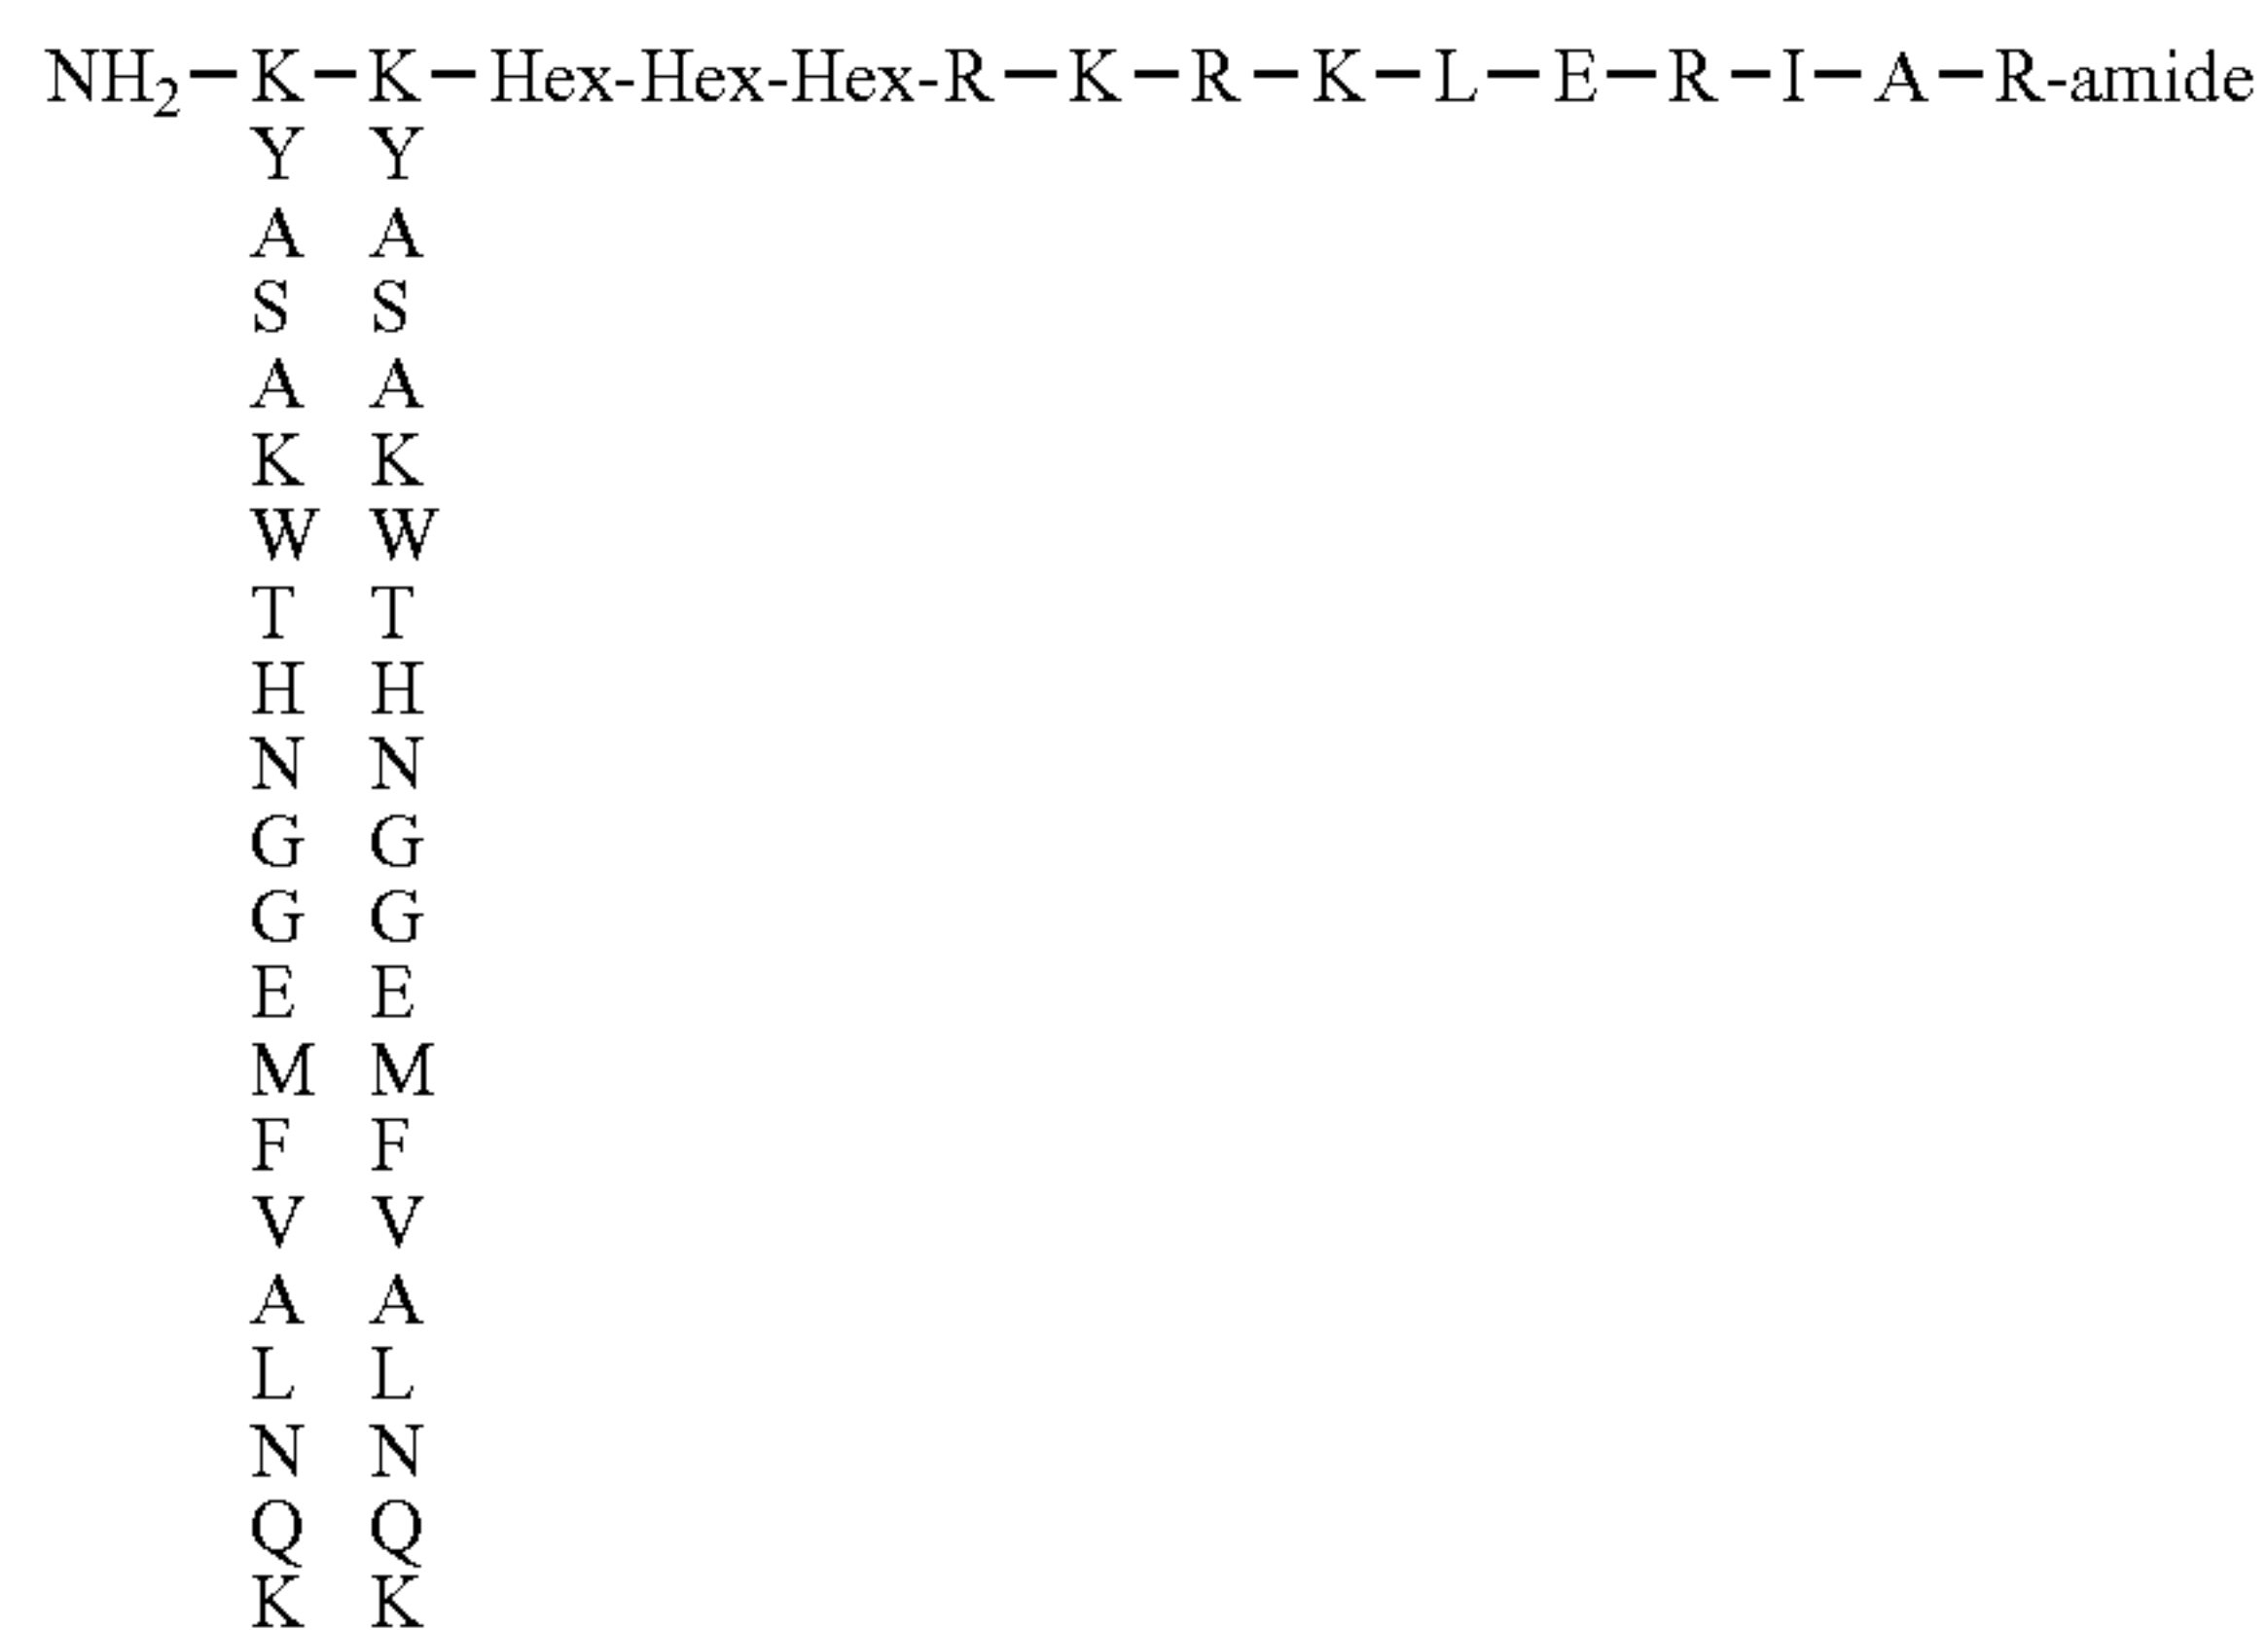 NH2-K-K-Hex-Hex-Hex-R-K-R-K-L-E-R-I-A-R-amide
Y Y
A A
S S
A A
K K
W W
T T
H H
N N
G G
G G
E E
M M
F F
V V
A A
L L
N N
Q Q
K K